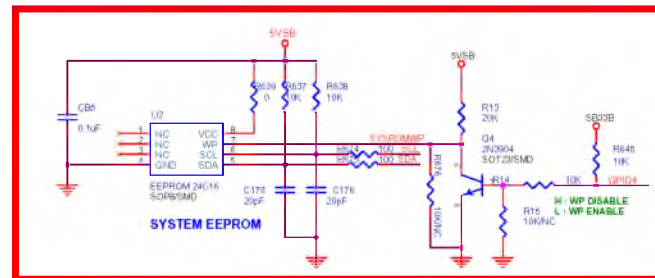 5VSB
5VSB
R639
0
R637
10K
R638
10K
CB5
0.1uF
U2
1 NC VCC 8
2 NC WP 7
3 NC SCL 6
4 GND SDA 5
EEPROM 24C16
SOP8/SMD
SYSTEM EEPROM
C176
20pF
C176
20pF
SYSROMWP
100 SCL
100 SDA
R676
100/NC
R13
20K
Q4
2N3904
SOT23/SMD
R14
10K
R15
10K/NC
SB33B
R646
10K
GPIO4
H : WP DISABLE
L : WP ENABLE